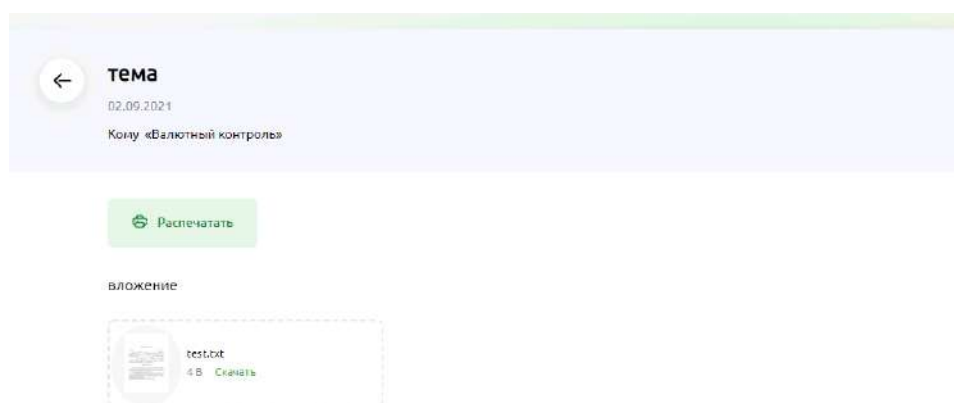 тема
02.09.2021
Кому «Валютный контроль»
Распечатать
вложение
test.txt
4 B Скачать